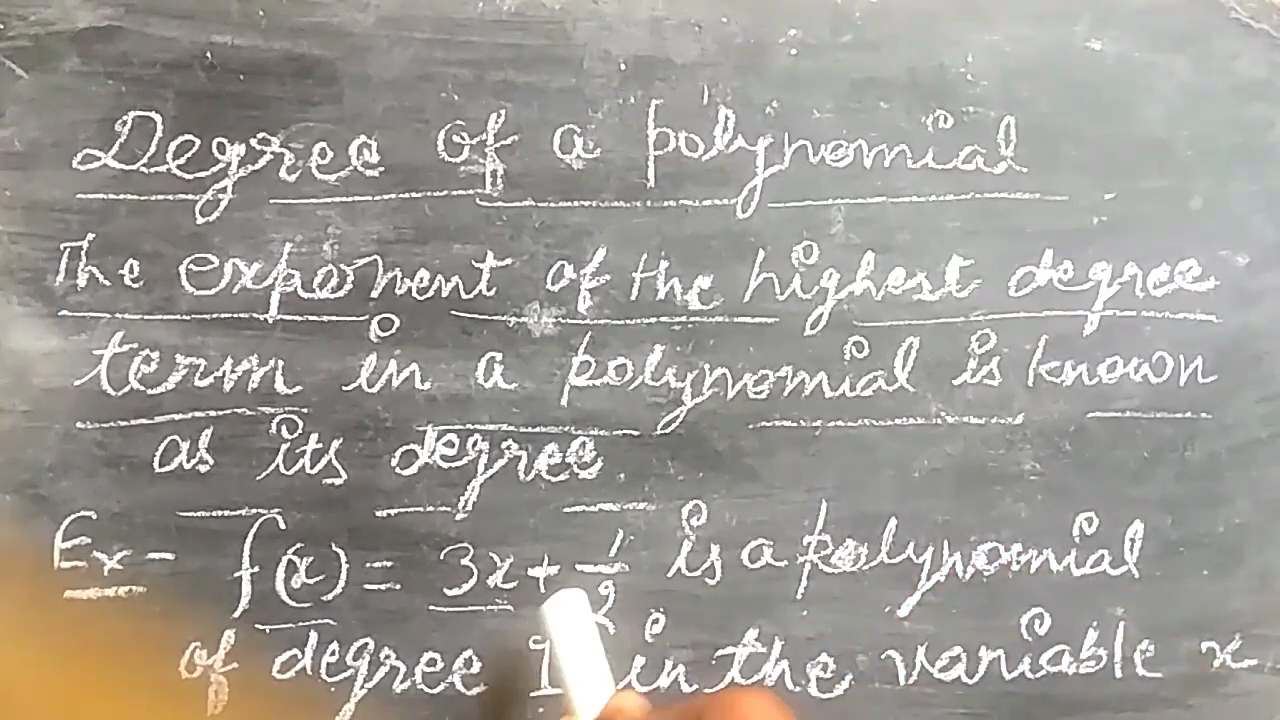 Degree of a polynomial
The exponent of the highest degree
term in a polynomial is known
as its degree.
Ex- f(x) = 3x + 1/2 is a polynomial
of degree 1 in the variable x